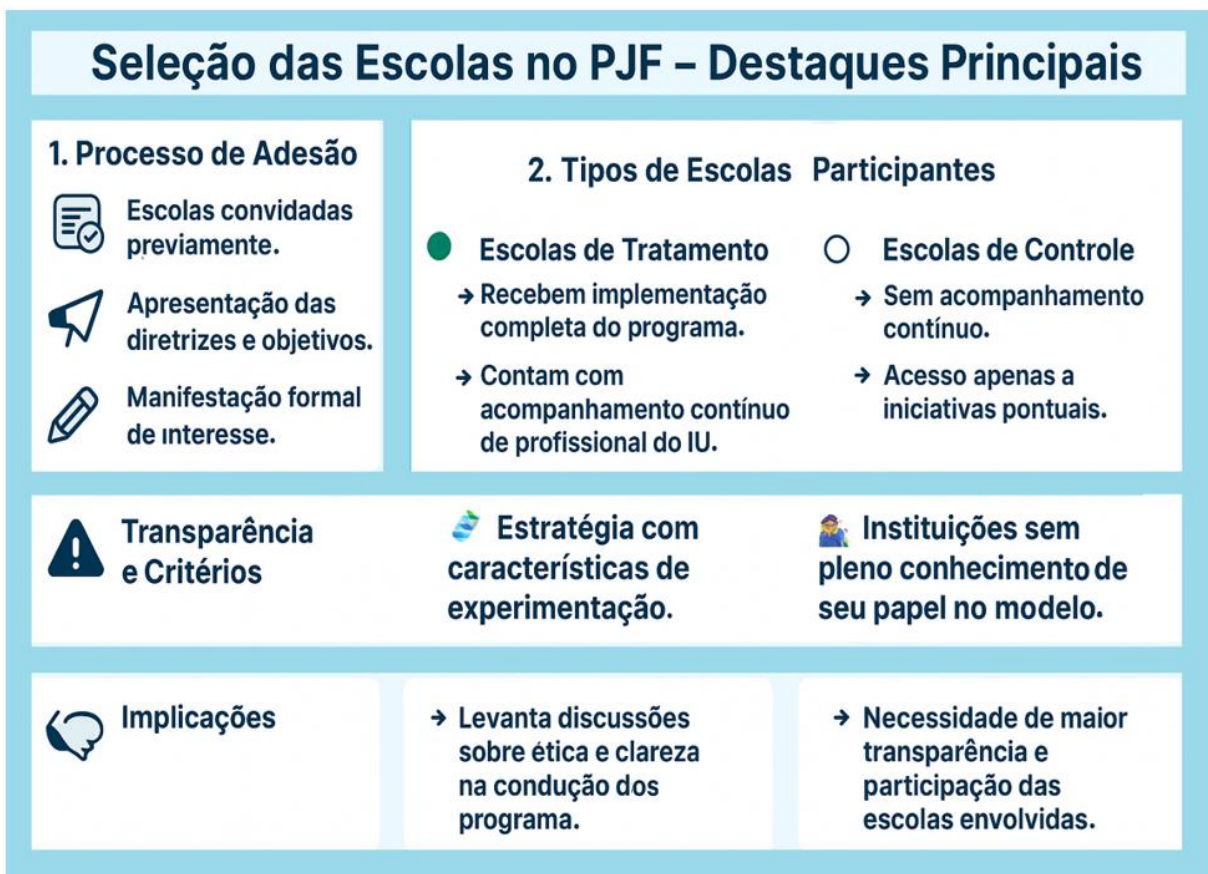 Seleção das Escolas no PJF – Destaques Principais
1. Processo de Adesão
Escolas convidadas
previamente.
Apresentação das
diretrizes e objetivos.
Manifestação formal
de interesse.
2. Tipos de Escolas Participantes
Escolas de Tratamento
→ Recebem implementação
completa do programa.
→ Contam com
acompanhamento contínuo
de profissional do IU.
Escolas de Controle
→ Sem acompanhamento
contínuo.
→ Acesso apenas a
iniciativas pontuais.
Transparência
e Critérios
Estratégia com
características de
experimentação.
Instituições sem
pleno conhecimento de
seu papel no modelo.
Implicações
→ Levanta discussões
sobre ética e clareza
na condução dos
programa.
→ Necessidade de maior
transparência e
participação das
escolas envolvidas.